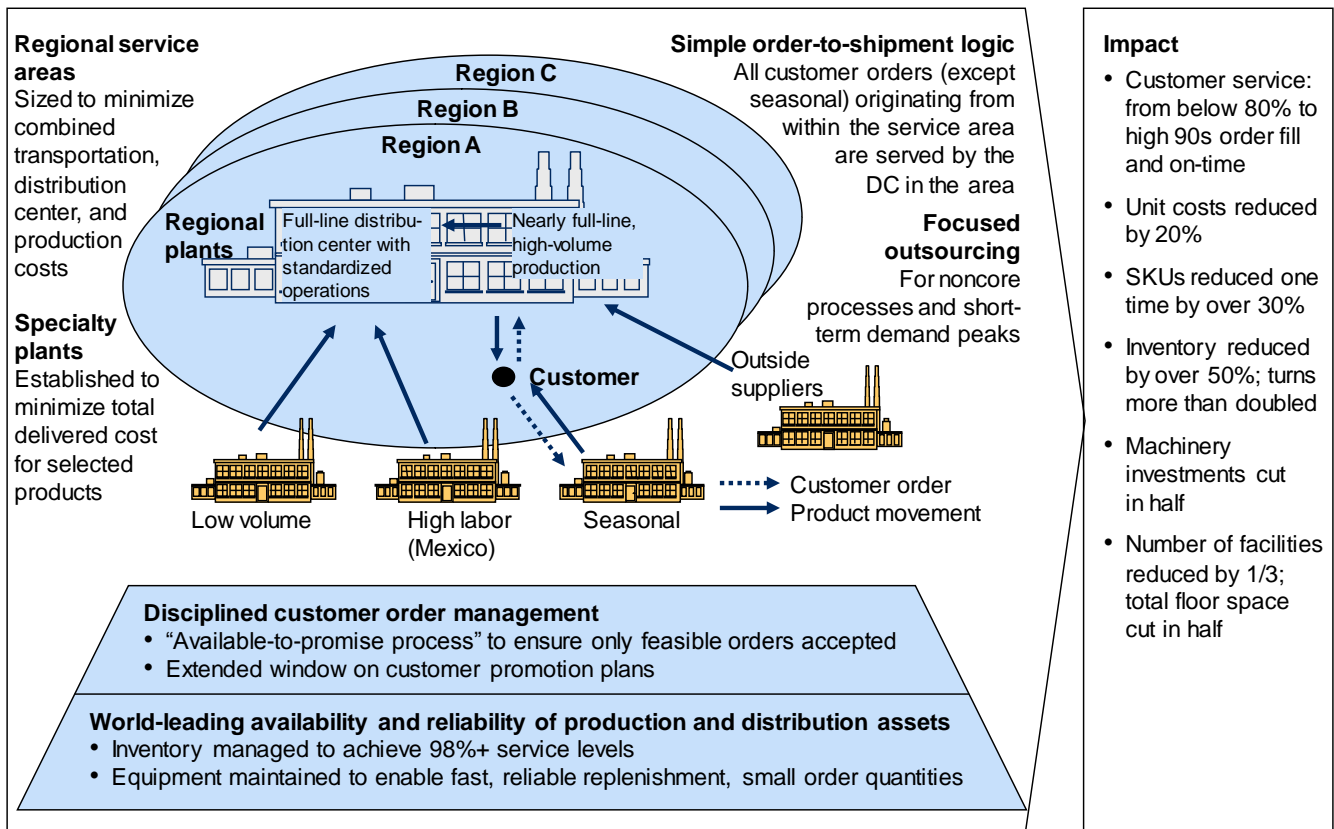 Regional service
areas
Sized to minimize
combined
transportation,
distribution
center, and
production
costs
Specialty
plants
Established to
minimize total
delivered cost
for selected
products
Region C
Region B
Region A
Regional
plants
Full-line distribu-
tion center with
standardized
operations
Nearly full-line,
high-volume
production
Customer
Simple order-to-shipment logic
All customer orders (except
seasonal) originating from
within the service area
are served by the
DC in the area
Focused
outsourcing
For noncore
processes and short-
term demand peaks
Outside
suppliers
Low volume
High labor
(Mexico)
Seasonal
Customer order
Product movement
Disciplined customer order management
• “Available-to-promise process” to ensure only feasible orders accepted
• Extended window on customer promotion plans
World-leading availability and reliability of production and distribution assets
• Inventory managed to achieve 98%+ service levels
• Equipment maintained to enable fast, reliable replenishment, small order quantities
Impact
• Customer service:
from below 80% to
high 90s order fill
and on-time
• Unit costs reduced
by 20%
• SKUs reduced one
time by over 30%
• Inventory reduced
by over 50%; turns
more than doubled
• Machinery
investments cut
in half
• Number of facilities
reduced by 1/3;
total floor space
cut in half